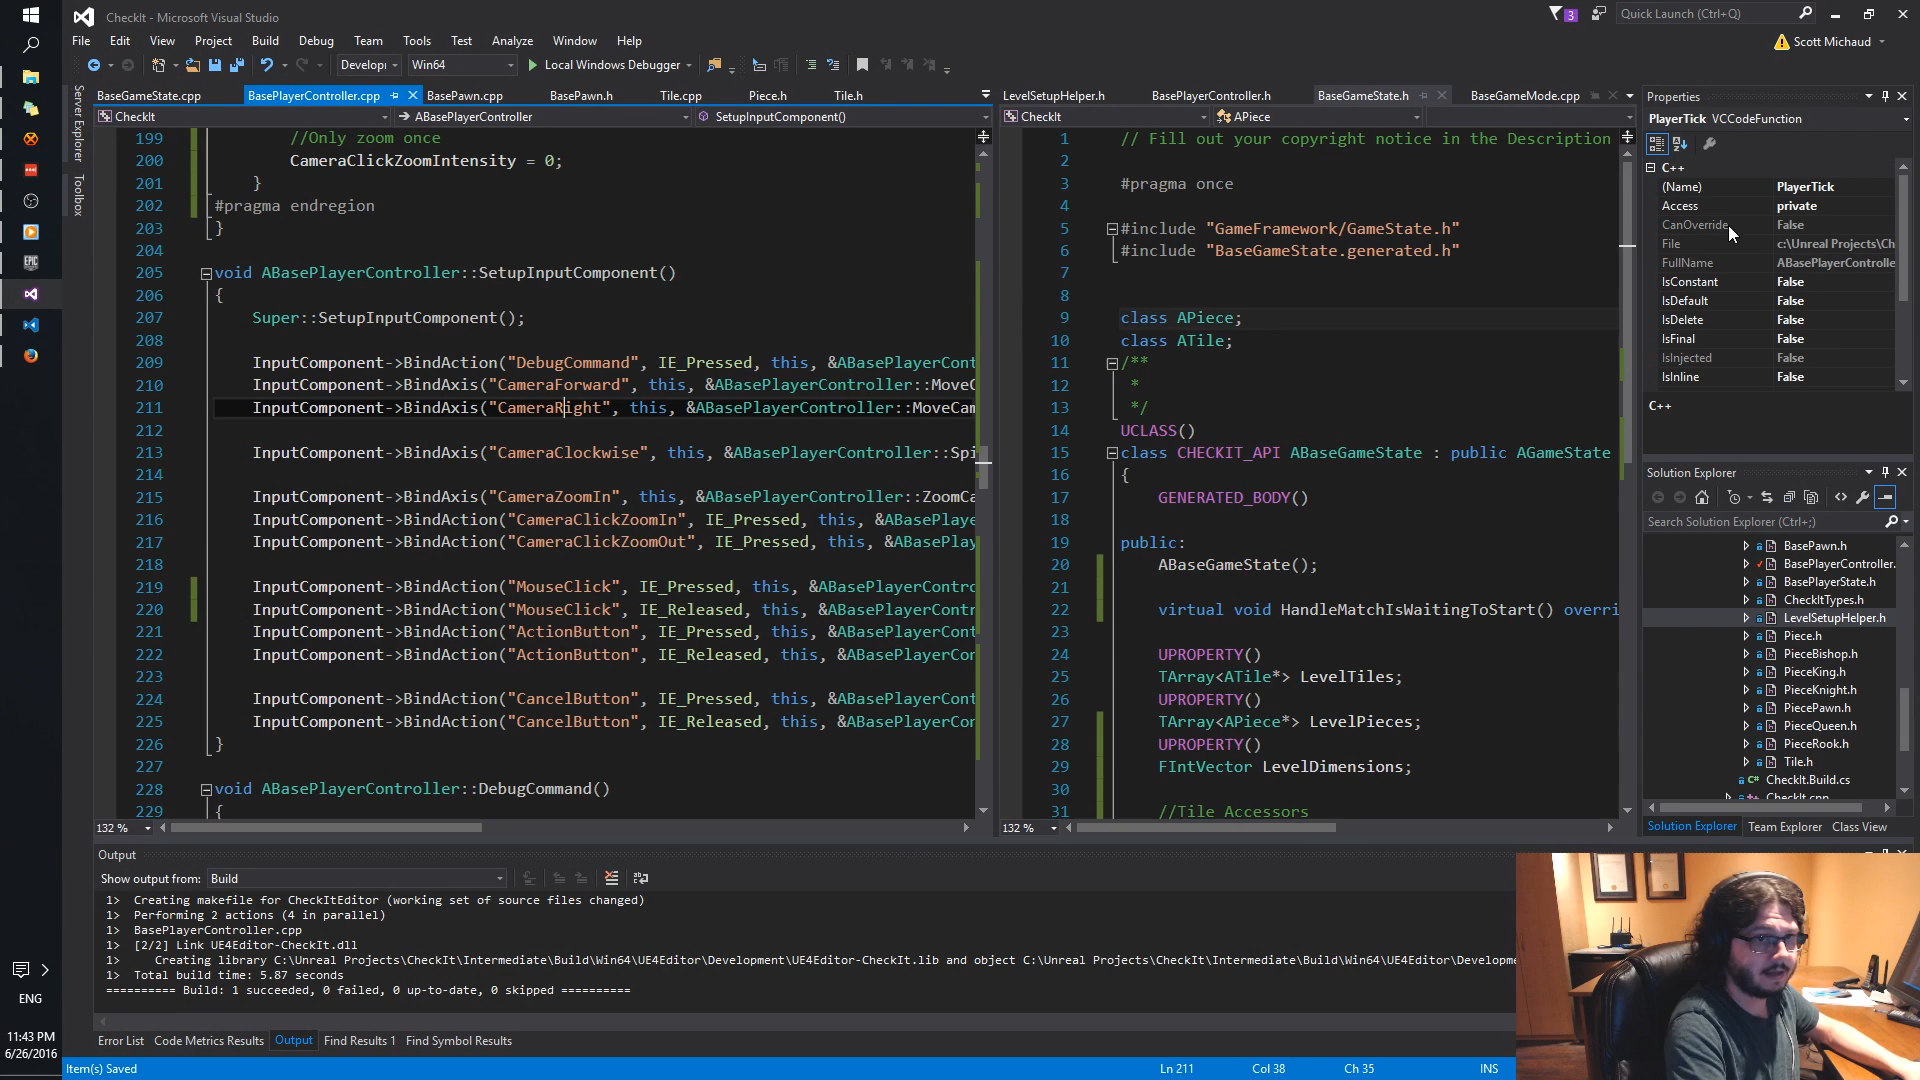 CheckIt - Microsoft Visual Studio
3
Quick Launch (Ctrl+Q)
File Edit View Project Build Debug Team Tools Test Analyze Window Help
Scott Michaud
Develop Win64 Local Windows Debugger
Server Explorer
Toolbox
BaseGameState.cpp BasePlayerController.cpp BasePawn.cpp BasePawn.h Tile.cpp Piece.h Tile.h
CheckIt ABasePlayerController SetupInputComponent()
199 //Only zoom once
200 CameraClickZoomIntensity = 0;
201 }
202 #pragma endregion
203 }
204
205 void ABasePlayerController::SetupInputComponent()
206 {
207 Super::SetupInputComponent();
208
209 InputComponent->BindAction("DebugCommand", IE_Pressed, this, &ABasePlayerCont
210 InputComponent->BindAxis("CameraForward", this, &ABasePlayerController::MoveC
211 InputComponent->BindAxis("CameraRight", this, &ABasePlayerController::MoveCam
212
213 InputComponent->BindAxis("CameraClockwise", this, &ABasePlayerController::Spi
214
215 InputComponent->BindAxis("CameraZoomIn", this, &ABasePlayerController::ZoomCa
216 InputComponent->BindAction("CameraClickZoomIn", IE_Pressed, this, &ABasePlaye
217 InputComponent->BindAction("CameraClickZoomOut", IE_Pressed, this, &ABasePlay
218
219 InputComponent->BindAction("MouseClick", IE_Pressed, this, &ABasePlayerContro
220 InputComponent->BindAction("MouseClick", IE_Released, this, &ABasePlayerContr
221 InputComponent->BindAction("ActionButton", IE_Pressed, this, &ABasePlayerCont
222 InputComponent->BindAction("ActionButton", IE_Released, this, &ABasePlayerCon
223
224 InputComponent->BindAction("CancelButton", IE_Pressed, this, &ABasePlayerCont
225 InputComponent->BindAction("CancelButton", IE_Released, this, &ABasePlayerCon
226 }
227
228 void ABasePlayerController::DebugCommand()
229 {
132 %
LevelSetupHelper.h BasePlayerController.h BaseGameState.h BaseGameMode.cpp
CheckIt APiece
1 // Fill out your copyright notice in the Description
2
3 #pragma once
4
5 #include "GameFramework/GameState.h"
6 #include "BaseGameState.generated.h"
7
8
9 class APiece;
10 class ATile;
11 /**
12 *
13 */
14 UCLASS()
15 class CHECKIT_API ABaseGameState : public AGameState
16 {
17 GENERATED_BODY()
18
19 public:
20 ABaseGameState();
21
22 virtual void HandleMatchIsWaitingToStart() overri
23
24 UPROPERTY()
25 TArray<ATile*> LevelTiles;
26 UPROPERTY()
27 TArray<APiece*> LevelPieces;
28 UPROPERTY()
29 FIntVector LevelDimensions;
30
31 //Tile Accessors
132 %
Properties
PlayerTick VCCodeFunction
C++
(Name) PlayerTick
Access private
CanOverride False
File c:\Unreal Projects\Ch
FullName ABasePlayerControlle
IsConstant False
IsDefault False
IsDelete False
IsFinal False
IsInjected False
IsInline False
C++
Solution Explorer
Search Solution Explorer (Ctrl+;)
BasePawn.h
BasePlayerController.
BasePlayerState.h
CheckItTypes.h
LevelSetupHelper.h
Piece.h
PieceBishop.h
PieceKing.h
PieceKnight.h
PiecePawn.h
PieceQueen.h
PieceRook.h
Tile.h
CheckIt.Build.cs
CheckIt.cpp
Solution Explorer Team Explorer Class View
Output
Show output from: Build
1> Creating makefile for CheckItEditor (working set of source files changed)
1> Performing 2 actions (4 in parallel)
1> BasePlayerController.cpp
1> [2/2] Link UE4Editor-CheckIt.dll
1> Creating library C:\Unreal Projects\CheckIt\Intermediate\Build\Win64\UE4Editor\Development\UE4Editor-CheckIt.lib and object C:\Unreal Projects\CheckIt\Intermediate\Build\Win64\UE4Editor\Developme
1> Total build time: 5.87 seconds
========== Build: 1 succeeded, 0 failed, 0 up-to-date, 0 skipped ==========
Error List Code Metrics Results Output Find Results 1 Find Symbol Results
Item(s) Saved Ln 211 Col 38 Ch 35 INS
EPIC
ENG
11:43 PM
6/26/2016